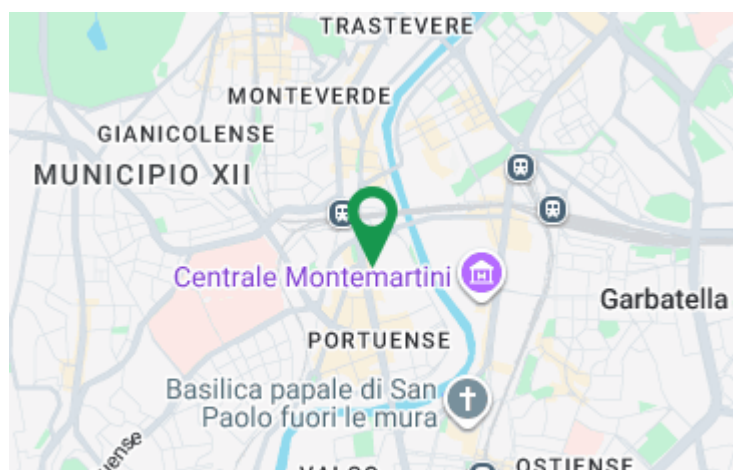 TRASTEVERE
MONTEVERDE
GIANICOLENSE
MUNICIPIO XII
Centrale Montemartini
Garbatella
PORTUENSE
Basilica papale di San
Paolo fuori le mura
OSTIENSE